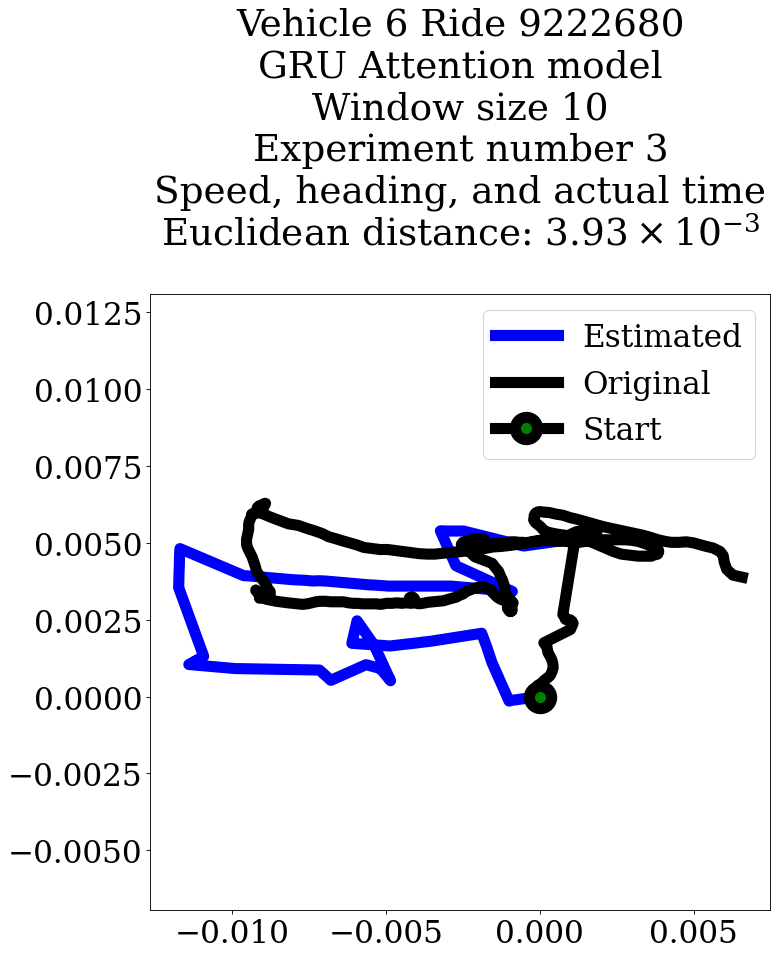 Vehicle 6 Ride 9222680
GRU Attention model
Window size 10
Experiment number 3
Speed, heading, and actual time
Euclidean distance: 3.93 × 10⁻³
Estimated
Original
Start
0.0125
0.0100
0.0075
0.0050
0.0025
0.0000
−0.0025
−0.0050
−0.010 −0.005 0.000 0.005